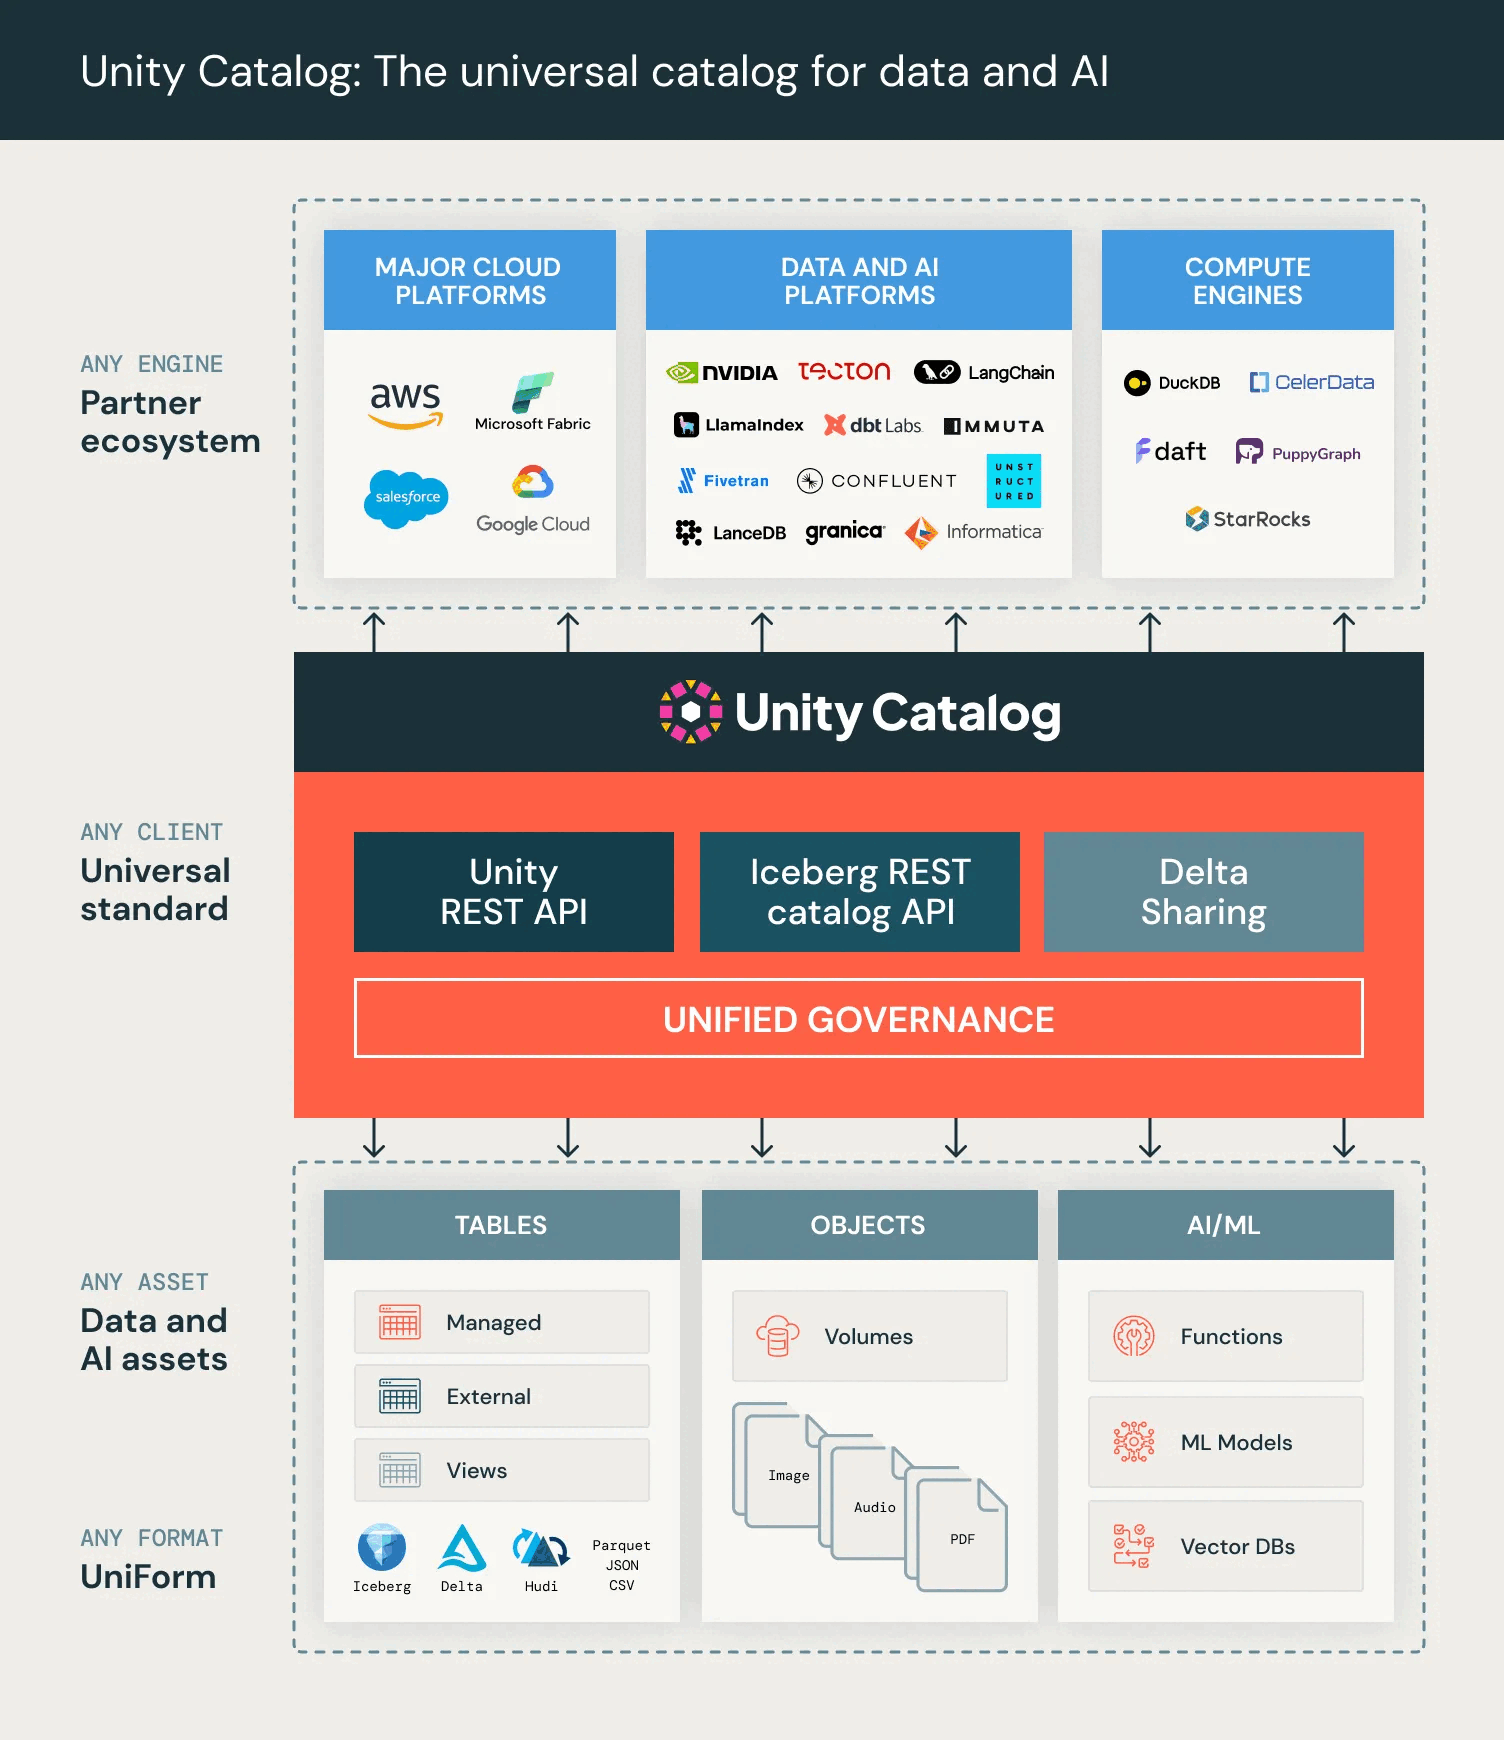 Unity Catalog: The universal catalog for data and AI
ANY ENGINE
Partner
ecosystem
MAJOR CLOUD
PLATFORMS
aws
Microsoft Fabric
salesforce
Google Cloud
DATA AND AI
PLATFORMS
NVIDIA
TECTON
LangChain
LlamaIndex
dbt Labs
IMMUTA
Fivetran
CONFLUENT
UNST
RUCT
URED
LanceDB
granica
Informatica
COMPUTE
ENGINES
DuckDB
CelerData
daft
PuppyGraph
StarRocks
Unity Catalog
ANY CLIENT
Universal
standard
Unity
REST API
Iceberg REST
catalog API
Delta
Sharing
UNIFIED GOVERNANCE
ANY ASSET
Data and
AI assets
ANY FORMAT
UniForm
TABLES
Managed
External
Views
Iceberg
Delta
Hudi
Parquet
JSON
CSV
OBJECTS
Volumes
Image
Audio
PDF
AI/ML
Functions
ML Models
Vector DBs